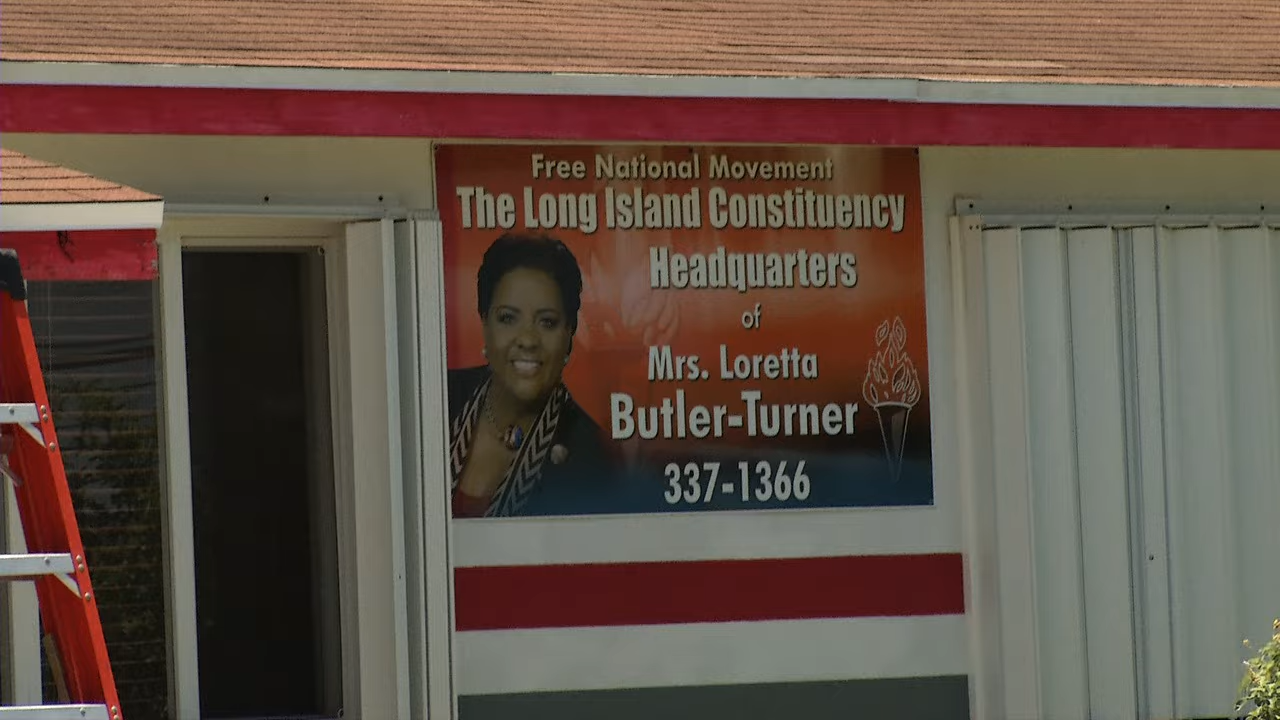 Free National Movement
The Long Island Constituency
Headquarters
of
Mrs. Loretta
Butler-Turner
337-1366